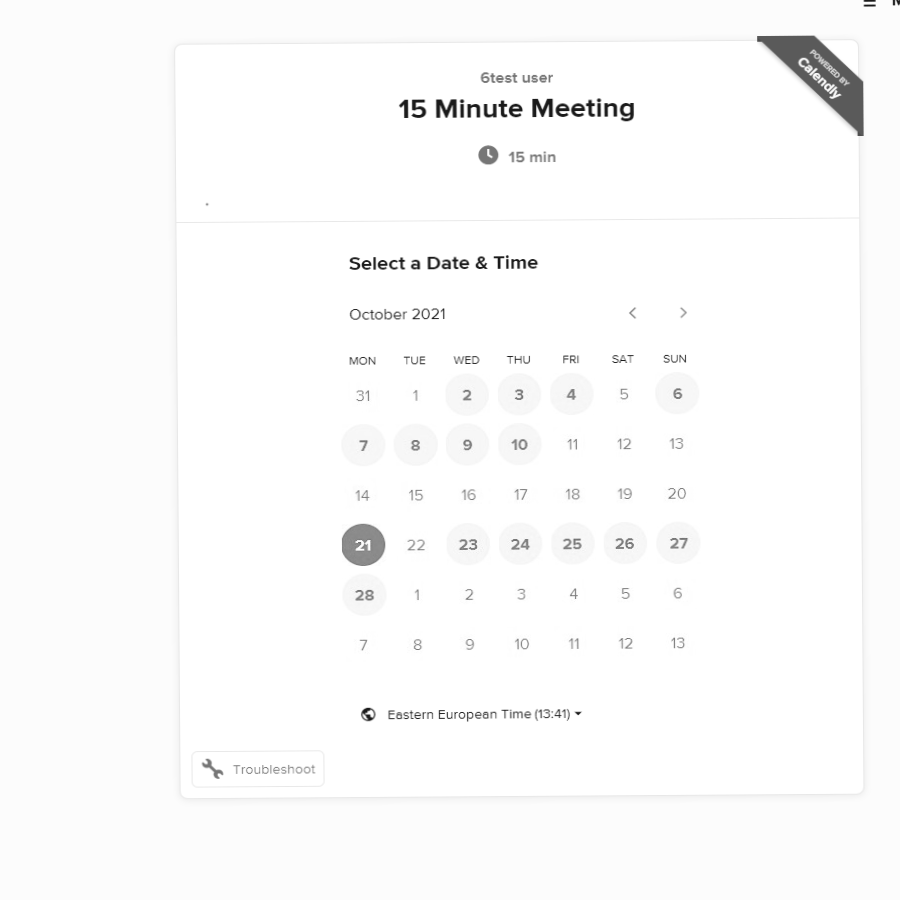 POWERED BY
Calendly
6test user
15 Minute Meeting
15 min
.
Select a Date & Time
October 2021
MON TUE WED THU FRI SAT SUN
31 1 2 3 4 5 6
7 8 9 10 11 12 13
14 15 16 17 18 19 20
21 22 23 24 25 26 27
28 1 2 3 4 5 6
7 8 9 10 11 12 13
Eastern European Time (13:41)
Troubleshoot